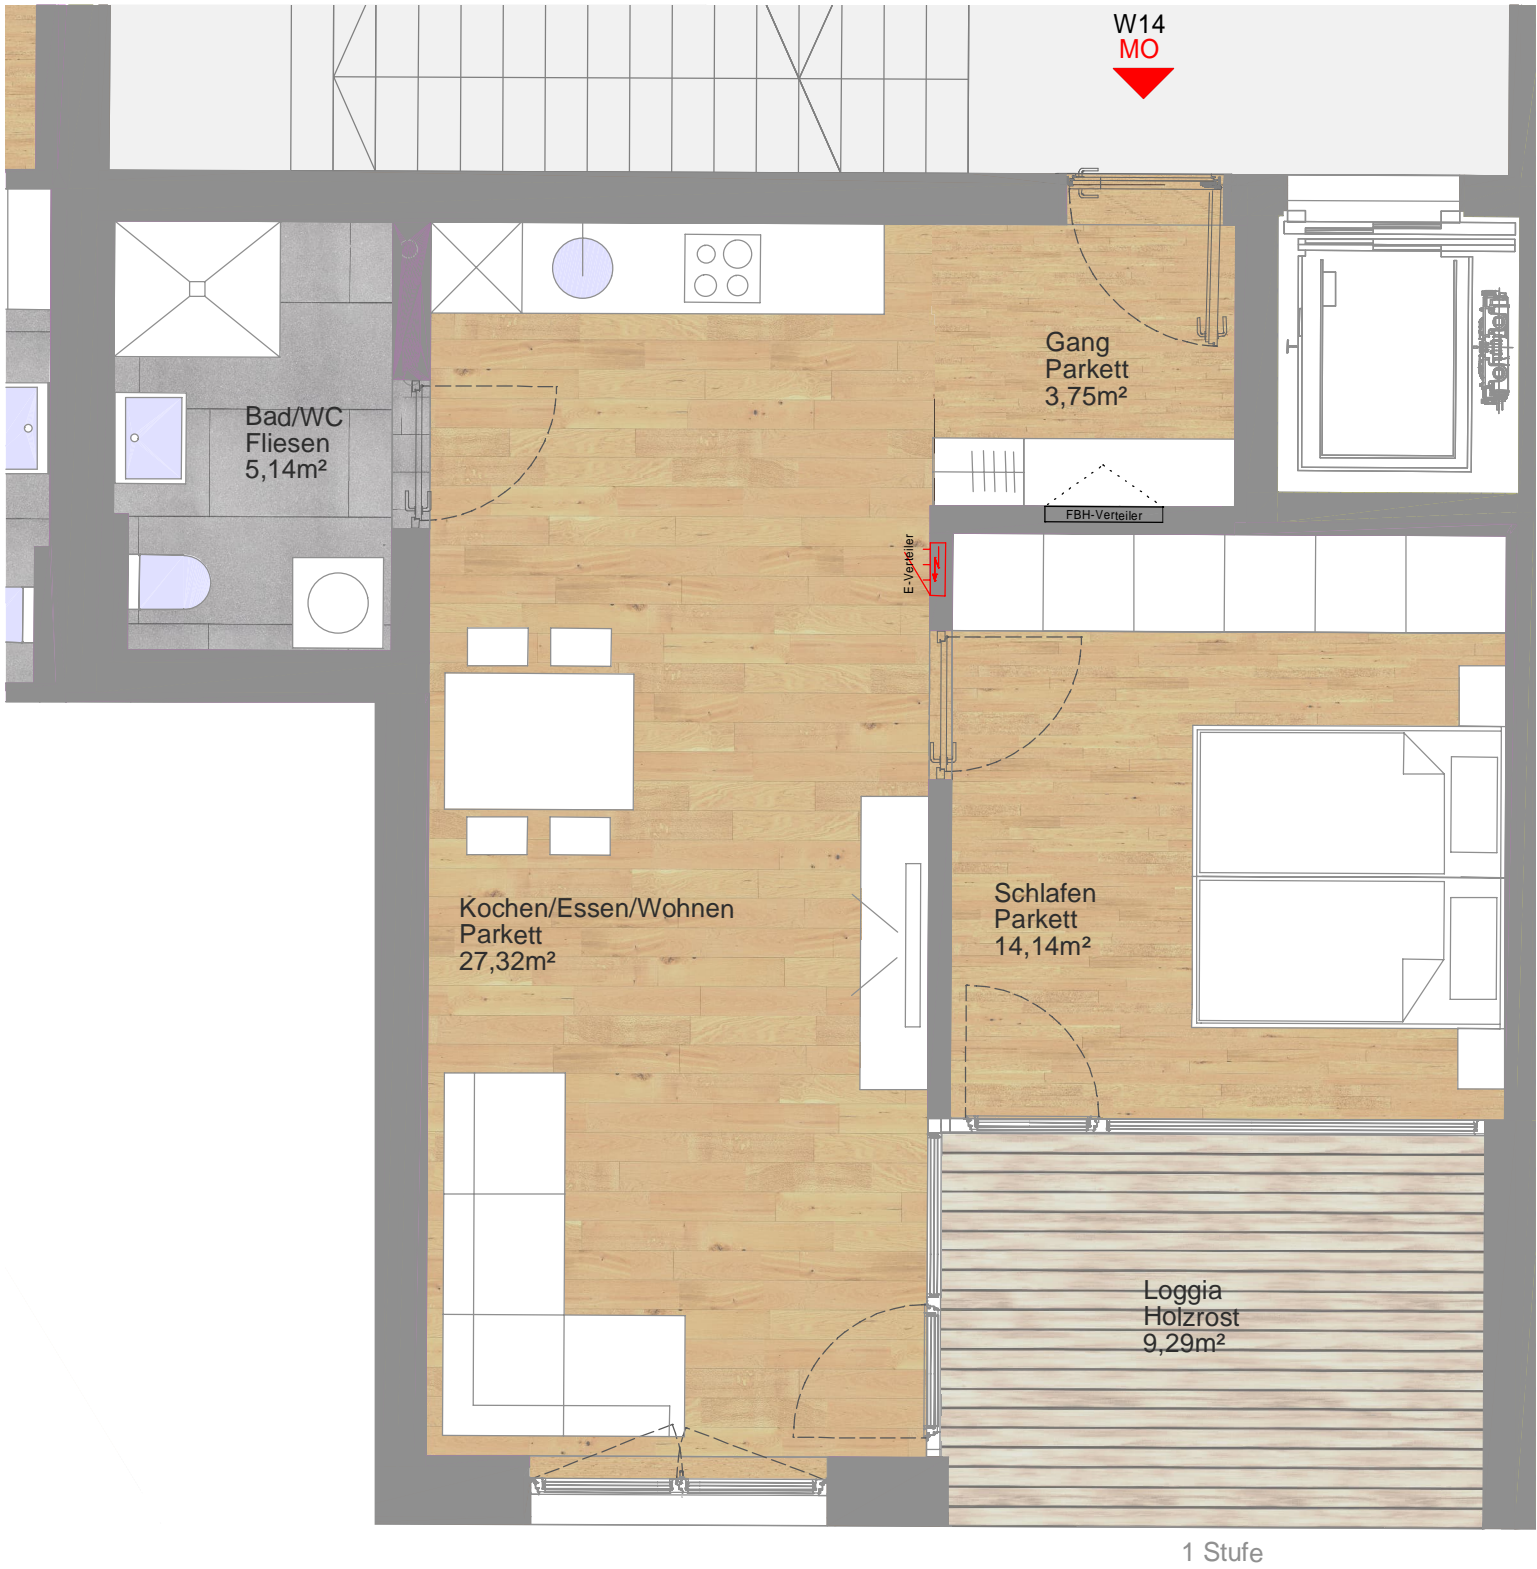 W14
MO
Gang
Parkett
3,75m²
Bad/WC
Fliesen
5,14m²
FBH-Verteiler
E-Verteiler
Kochen/Essen/Wohnen
Parkett
27,32m²
Schlafen
Parkett
14,14m²
Loggia
Holzrost
9,29m²
1 Stufe